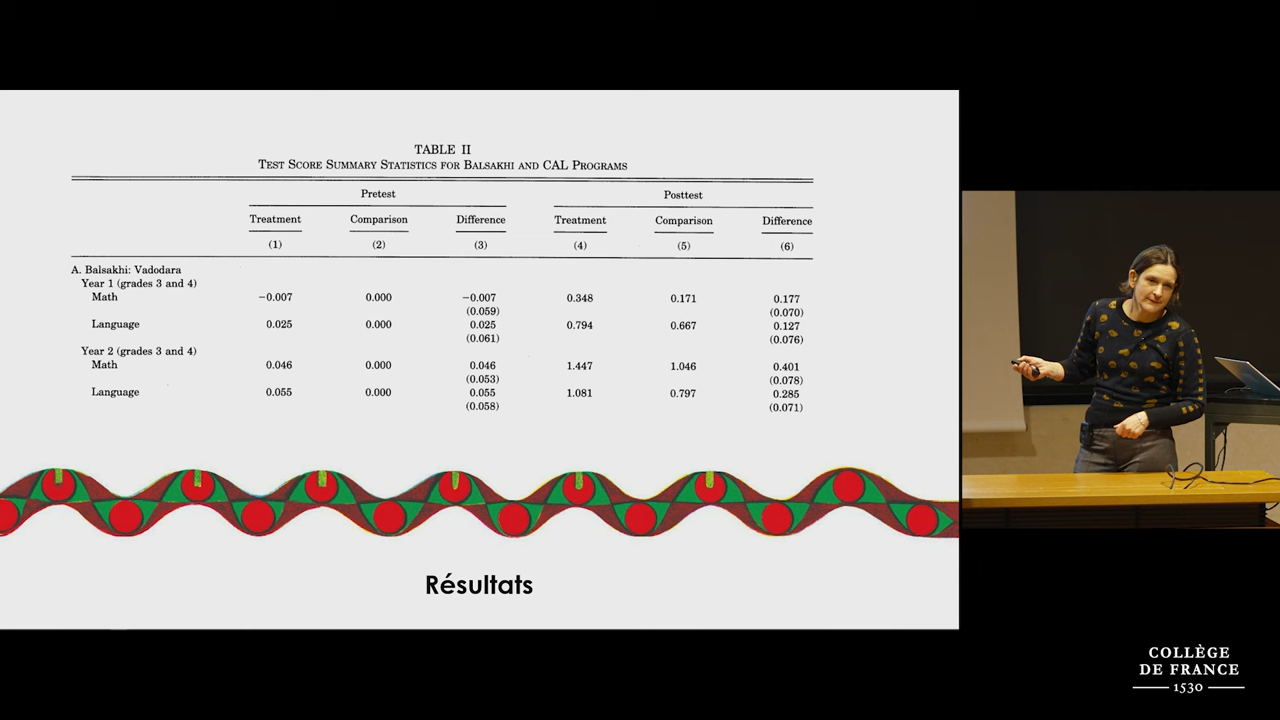 TABLE II
TEST SCORE SUMMARY STATISTICS FOR BALSAKHI AND CAL PROGRAMS
Pretest Posttest
Treatment Comparison Difference Treatment Comparison Difference
(1) (2) (3) (4) (5) (6)
A. Balsakhi: Vadodara
Year 1 (grades 3 and 4)
Math −0.007 0.000 −0.007 0.348 0.171 0.177
(0.059) (0.070)
Language 0.025 0.000 0.025 0.794 0.667 0.127
(0.061) (0.076)
Year 2 (grades 3 and 4)
Math 0.046 0.000 0.046 1.447 1.046 0.401
(0.053) (0.078)
Language 0.055 0.000 0.055 1.081 0.797 0.285
(0.058) (0.071)
Résultats
COLLÈGE
DE FRANCE
1530